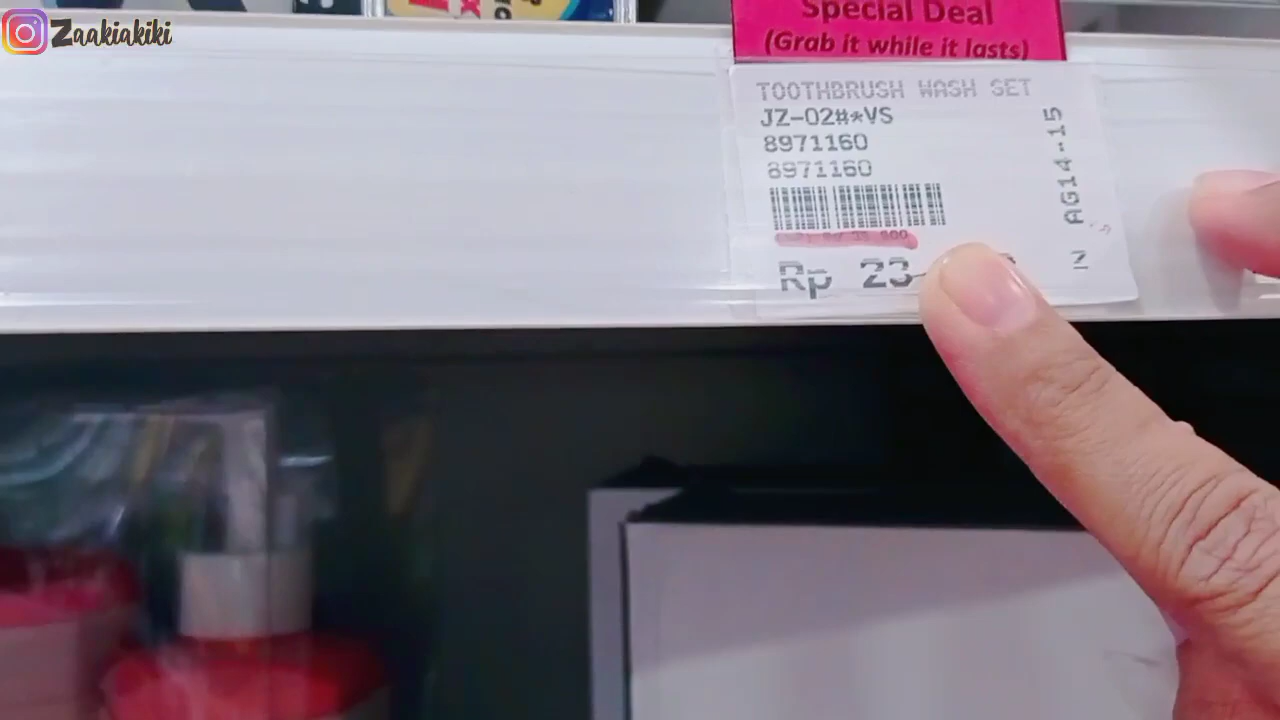 Zaakiakiki
Special Deal
(Grab it while it lasts)
TOOTHBRUSH WASH SET
JZ-02#*VS
8971160
8971160
Rp 23
AG14-15
Z